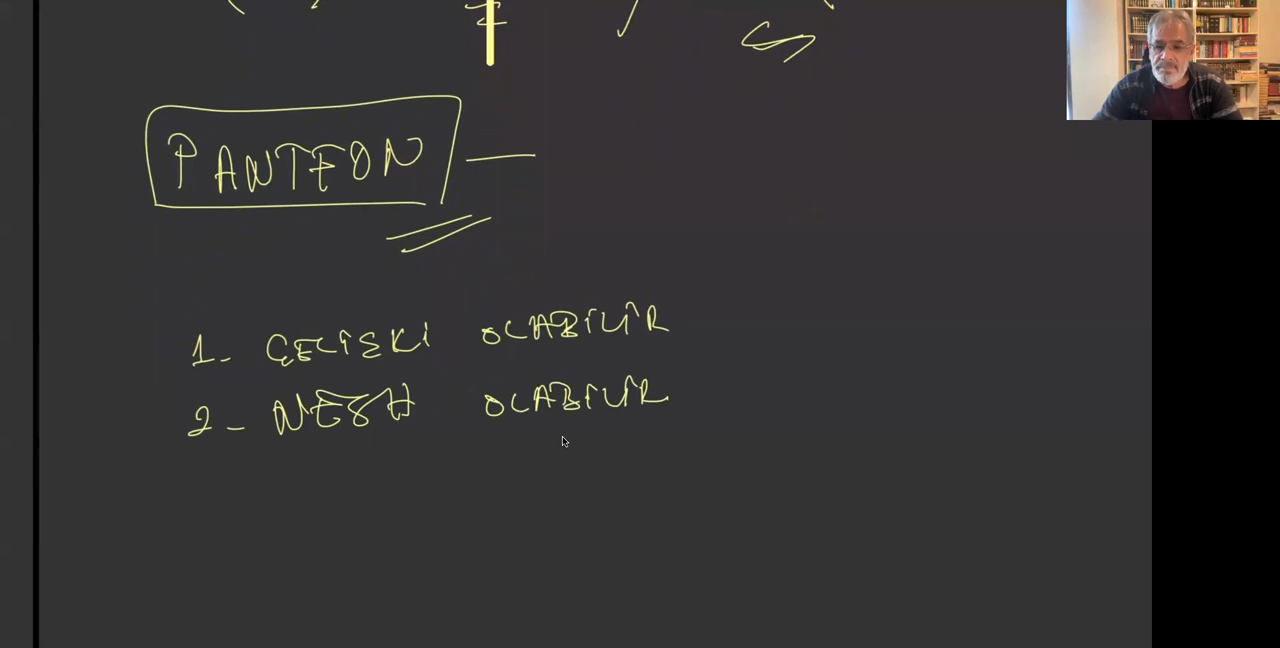 PANTEON —
1- ÇELİŞKİ OLABİLİR
2- NESH OLABİLİR